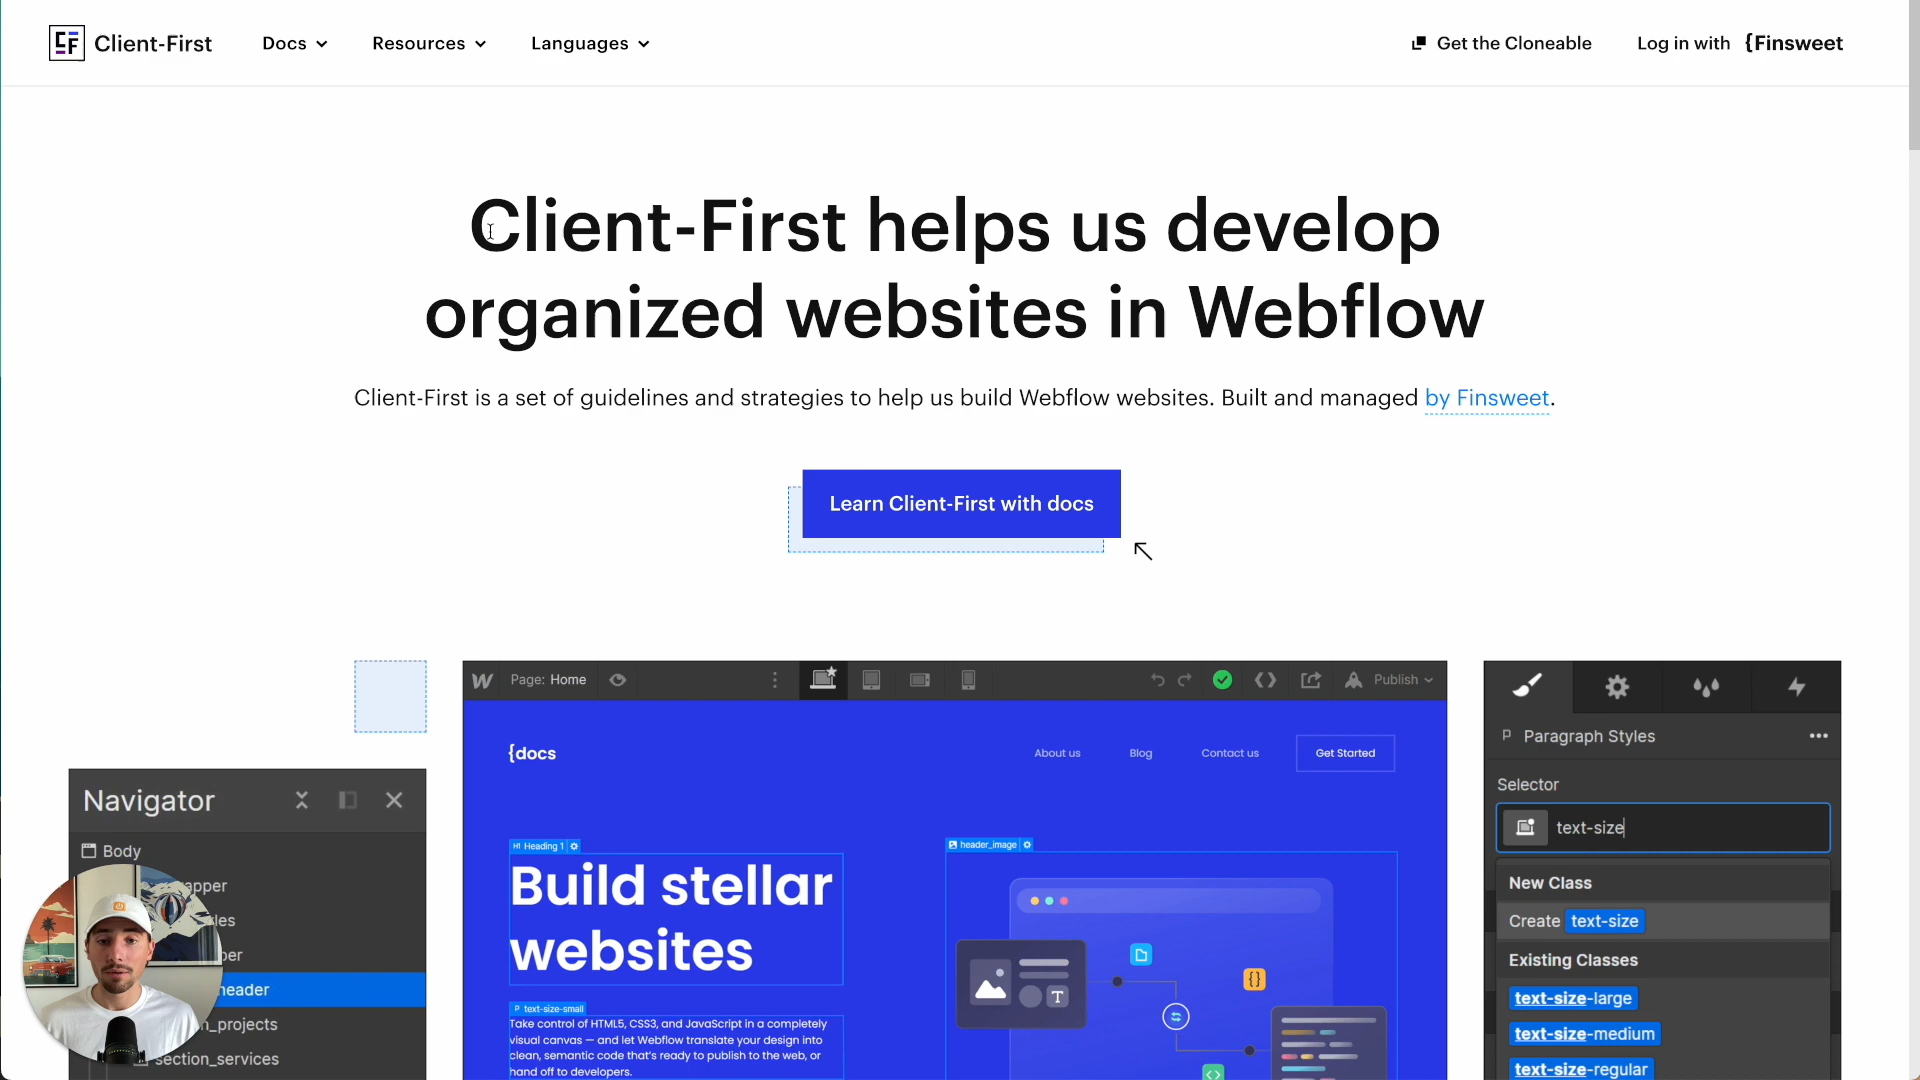 Client-First
Docs
Resources
Languages
Get the Cloneable
Log in with {Finsweet
Client-First helps us develop
organized websites in Webflow
Client-First is a set of guidelines and strategies to help us build Webflow websites. Built and managed by Finsweet.
Learn Client-First with docs
Page: Home
Publish
{docs
About us
Blog
Contact us
Get Started
H1 Heading 1
Build stellar
websites
P text-size-small
Take control of HTML5, CSS3, and JavaScript in a completely
visual canvas — and let Webflow translate your design into
clean, semantic code that's ready to publish to the web, or
hand off to developers.
header_image
Navigator
Body
header
section_services
P Paragraph Styles
Selector
text-size
New Class
Create text-size
Existing Classes
text-size-large
text-size-medium
text-size-regular